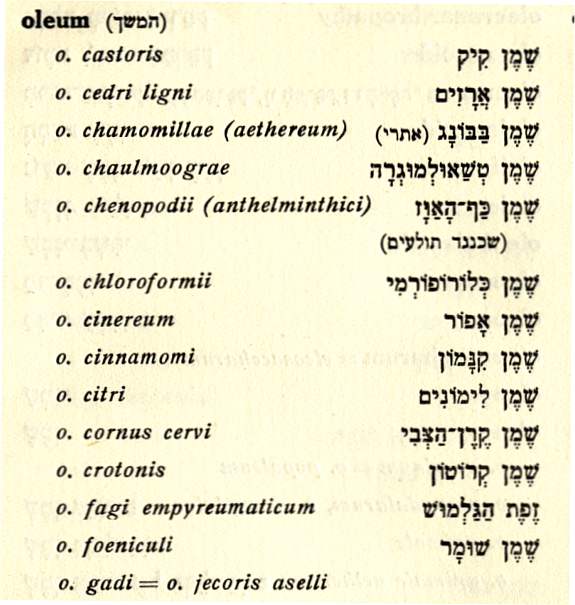 oleum (המשך)
o. castoris שֶׁמֶן קִיק
o. cedri ligni שֶׁמֶן אֲרָזִים
o. chamomillae (aethereum) שֶׁמֶן בַּבּוֹנָג (אתרי)
o. chaulmoograe שֶׁמֶן טְשַׁאוּלְמוּגְרָה
o. chenopodii (anthelminthici) שֶׁמֶן כַּף־הָאַוָּז
(שכנגד תולעים)
o. chloroformii שֶׁמֶן כְּלוֹרוֹפוֹרְמִי
o. cinereum שֶׁמֶן אָפוֹר
o. cinnamomi שֶׁמֶן קִנָּמוֹן
o. citri שֶׁמֶן לִימוֹנִים
o. cornus cervi שֶׁמֶן קֶרֶן־הַצְּבִי
o. crotonis שֶׁמֶן קְרוֹטוֹן
o. fagi empyreumaticum זֶפֶת הַגַּלְמוּשׁ
o. foeniculi שֶׁמֶן שׁוּמָר
o. gadi = o. jecoris aselli